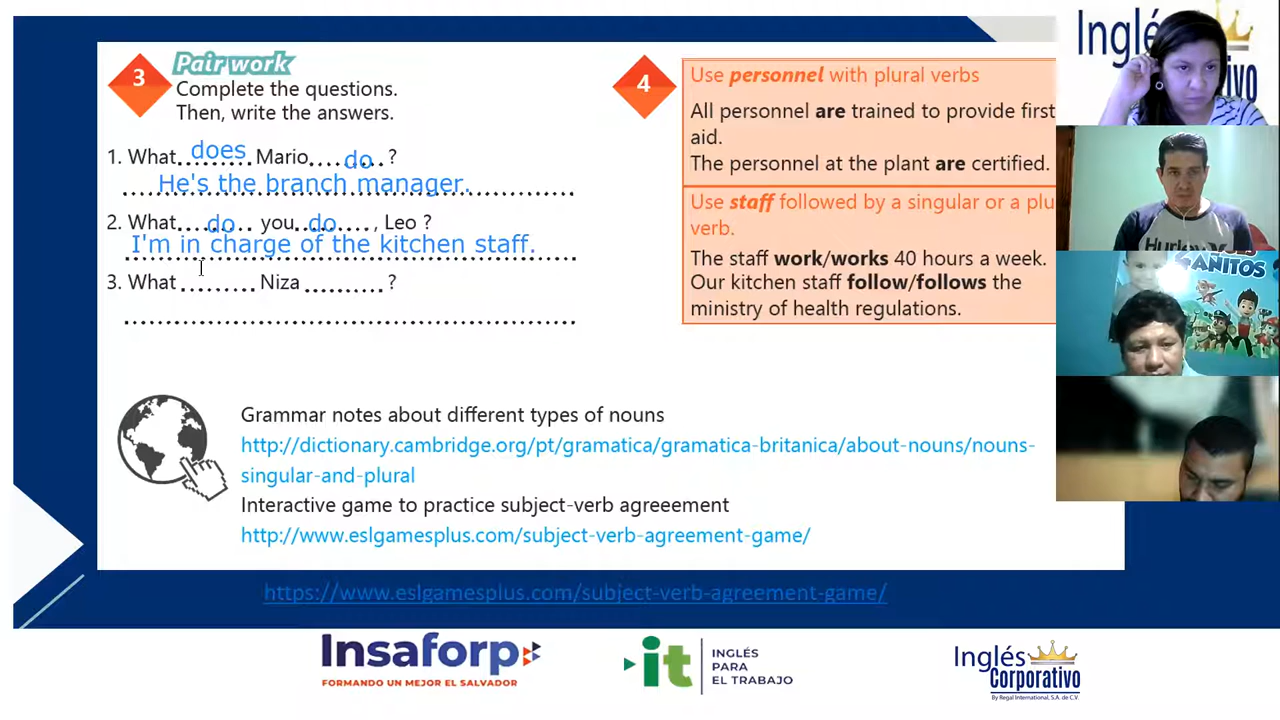 3
Pair work
Complete the questions.
Then, write the answers.
1. What does Mario do ?
He's the branch manager.
2. What do you do , Leo ?
I'm in charge of the kitchen staff.
3. What ......... Niza .......... ?
4
Use personnel with plural verbs
All personnel are trained to provide first
aid.
The personnel at the plant are certified.
Use staff followed by a singular or a plu
verb.
The staff work/works 40 hours a week.
Our kitchen staff follow/follows the
ministry of health regulations.
Grammar notes about different types of nouns
http://dictionary.cambridge.org/pt/gramatica/gramatica-britanica/about-nouns/nouns-
singular-and-plural
Interactive game to practice subject-verb agreeement
http://www.eslgamesplus.com/subject-verb-agreement-game/
https://www.eslgamesplus.com/subject-verb-agreement-game/
Insaforp
FORMANDO UN MEJOR EL SALVADOR
it
INGLÉS
PARA
EL TRABAJO
Inglés
Corporativo
By Regal International, S.A. de C.V.
Inglés
Hurley